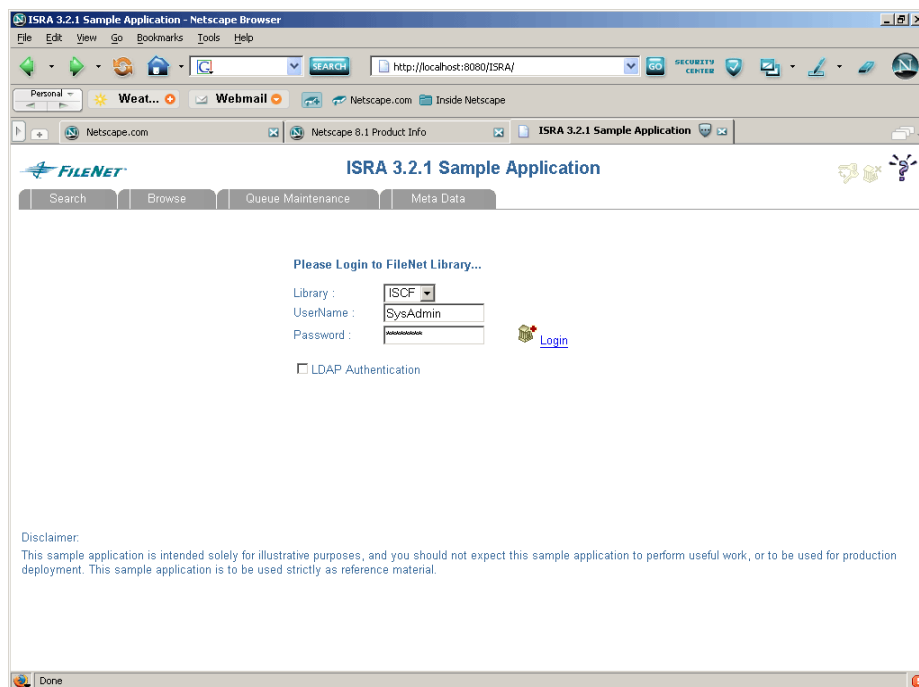 ISRA 3.2.1 Sample Application - Netscape Browser
File Edit View Go Bookmarks Tools Help
SEARCH http://localhost:8080/ISRA/ GO SECURITY CENTER
Personal Weat... Webmail Netscape.com Inside Netscape
Netscape.com Netscape 8.1 Product Info ISRA 3.2.1 Sample Application
FILENET ISRA 3.2.1 Sample Application
Search Browse Queue Maintenance Meta Data
Please Login to FileNet Library...
Library : ISCF
UserName : SysAdmin
Password : ********
Login
LDAP Authentication
Disclaimer:
This sample application is intended solely for illustrative purposes, and you should not expect this sample application to perform useful work, or to be used for production
deployment. This sample application is to be used strictly as reference material.
Done